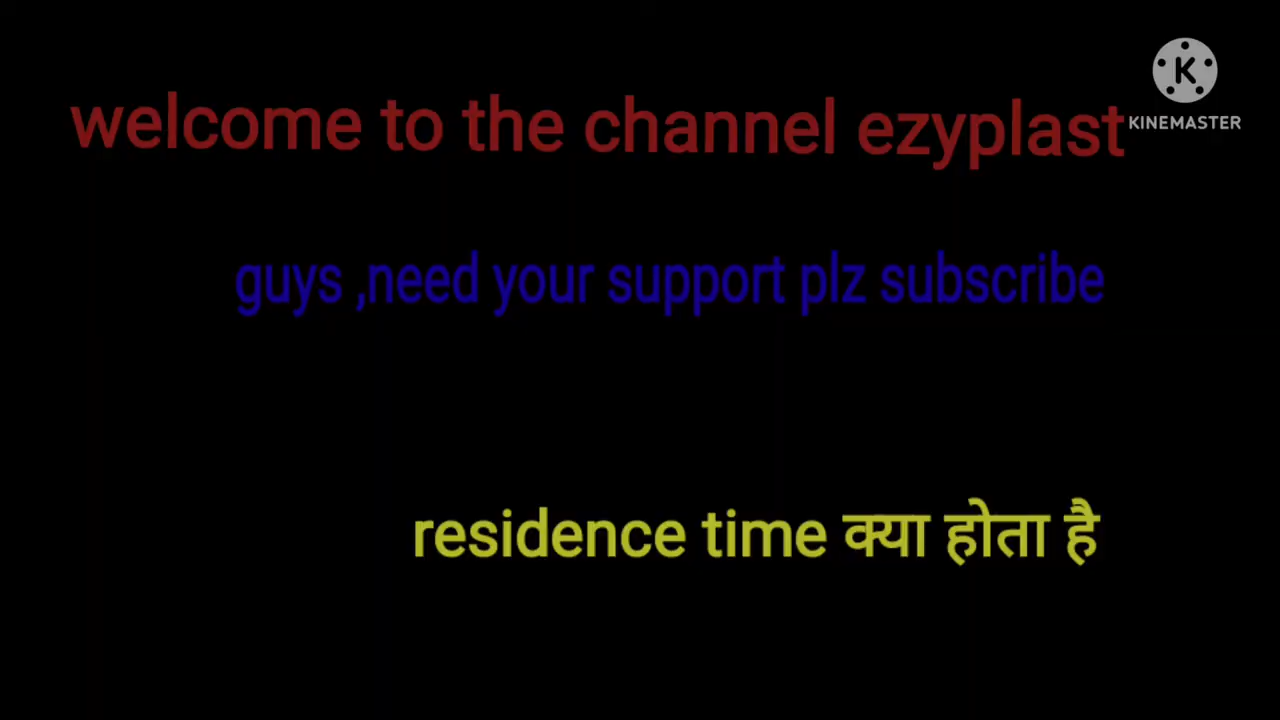 welcome to the channel ezyplast
KINEMASTER
guys ,need your support plz subscribe
residence time क्या होता है